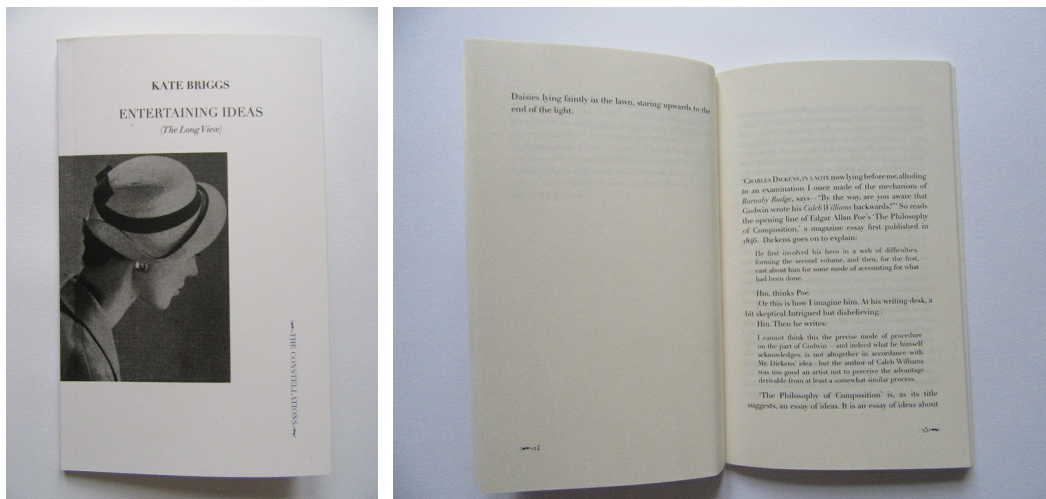 KATE BRIGGS
ENTERTAINING IDEAS
(The Long View)
THE CONSTELLATIONS
Daisies lying faintly in the lawn, staring upwards to the
end of the light.
'CHARLES DICKENS, IN A NOTE now lying before me, alluding
to an examination I once made of the mechanism of
Barnaby Rudge, says—"By the way, are you aware that
Godwin wrote his Caleb Williams backwards?"' So reads
the opening line of Edgar Allan Poe's 'The Philosophy
of Composition,' a magazine essay first published in
1846. Dickens goes on to explain:
He first involved his hero in a web of difficulties,
forming the second volume, and then, for the first,
cast about him for some mode of accounting for what
had been done.
Hm, thinks Poe.
(Or this is how I imagine him. At his writing desk, a
bit skeptical. Intrigued but disbelieving.)
Hm. Then he writes:
I cannot think this the precise mode of procedure
on the part of Godwin—and indeed what he himself
acknowledges, is not altogether in accordance with
Mr. Dickens' idea—but the author of Caleb Williams
was too good an artist not to perceive the advantage
derivable from at least a somewhat similar process.
'The Philosophy of Composition' is, as its title
suggests, an essay of ideas. It is an essay of ideas about